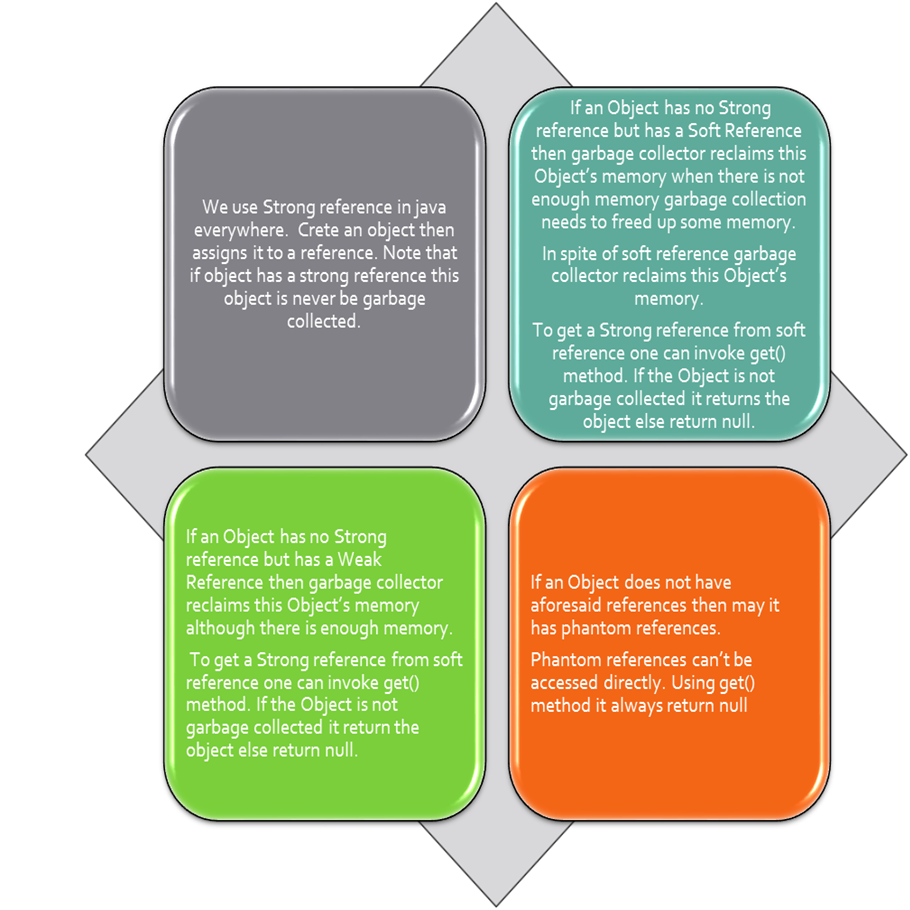 We use Strong reference in java
everywhere. Crete an object then
assigns it to a reference. Note that
if object has a strong reference this
object is never be garbage
collected.
If an Object has no Strong
reference but has a Soft Reference
then garbage collector reclaims this
Object's memory when there is not
enough memory garbage collection
needs to freed up some memory.
In spite of soft reference garbage
collector reclaims this Object's
memory.
To get a Strong reference from soft
reference one can invoke get()
method. If the Object is not
garbage collected it returns the
object else return null.
If an Object has no Strong
reference but has a Weak
Reference then garbage collector
reclaims this Object's memory
although there is enough memory.
To get a Strong reference from soft
reference one can invoke get()
method. If the Object is not
garbage collected it return the
object else return null.
If an Object does not have
aforesaid references then may it
has phantom references.
Phantom references can't be
accessed directly. Using get()
method it always return null